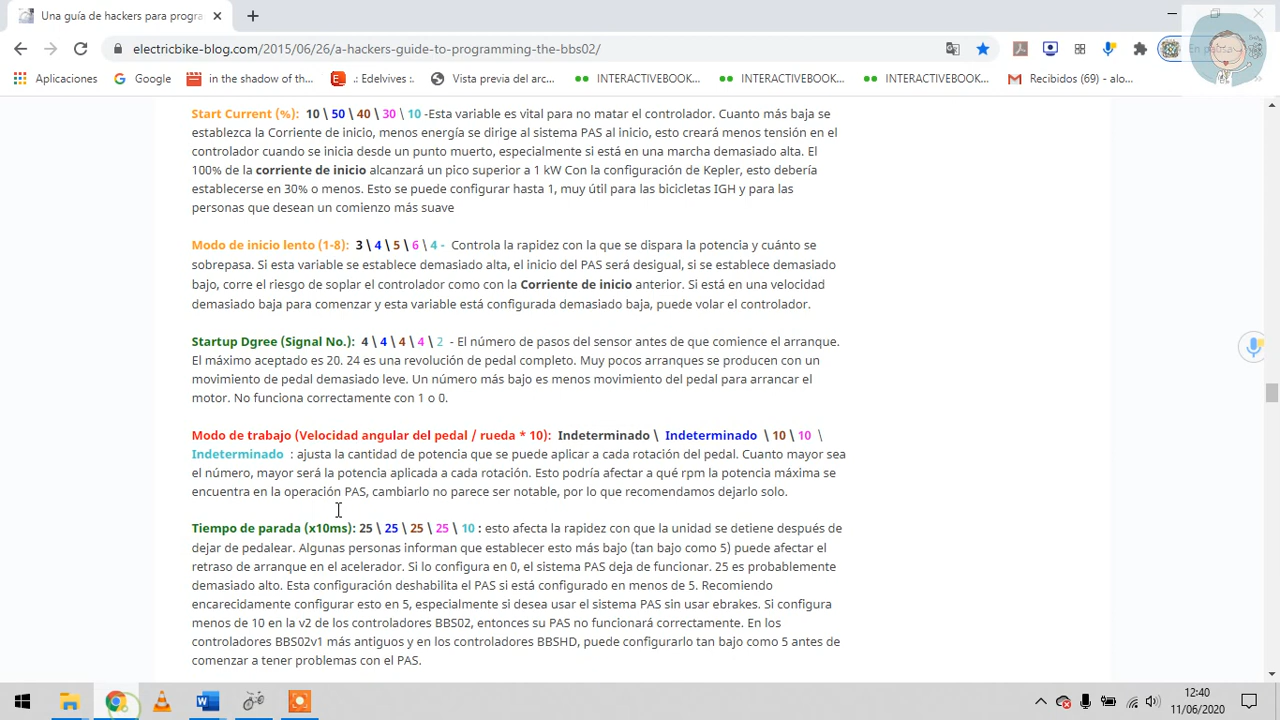 Una guía de hackers para progra
electricbike-blog.com/2015/06/26/a-hackers-guide-to-programming-the-bbs02/
En pausa
Aplicaciones
Google
in the shadow of th...
.: Edelvives :.
Vista previa del arc...
INTERACTIVEBOOK...
INTERACTIVEBOOK...
INTERACTIVEBOOK...
Recibidos (69) - alo...
Start Current (%): 10 \ 50 \ 40 \ 30 \ 10 -Esta variable es vital para no matar el controlador. Cuanto más baja se
establezca la Corriente de inicio, menos energía se dirige al sistema PAS al inicio, esto creará menos tensión en el
controlador cuando se inicia desde un punto muerto, especialmente si está en una marcha demasiado alta. El
100% de la corriente de inicio alcanzará un pico superior a 1 kW Con la configuración de Kepler, esto debería
establecerse en 30% o menos. Esto se puede configurar hasta 1, muy útil para las bicicletas IGH y para las
personas que desean un comienzo más suave
Modo de inicio lento (1-8): 3 \ 4 \ 5 \ 6 \ 4 - Controla la rapidez con la que se dispara la potencia y cuánto se
sobrepasa. Si esta variable se establece demasiado alta, el inicio del PAS será desigual, si se establece demasiado
bajo, corre el riesgo de soplar el controlador como con la Corriente de inicio anterior. Si está en una velocidad
demasiado baja para comenzar y esta variable está configurada demasiado baja, puede volar el controlador.
Startup Dgree (Signal No.): 4 \ 4 \ 4 \ 4 \ 2 - El número de pasos del sensor antes de que comience el arranque.
El máximo aceptado es 20. 24 es una revolución de pedal completo. Muy pocos arranques se producen con un
movimiento de pedal demasiado leve. Un número más bajo es menos movimiento del pedal para arrancar el
motor. No funciona correctamente con 1 o 0.
Modo de trabajo (Velocidad angular del pedal / rueda * 10): Indeterminado \ Indeterminado \ 10 \ 10 \
Indeterminado : ajusta la cantidad de potencia que se puede aplicar a cada rotación del pedal. Cuanto mayor sea
el número, mayor será la potencia aplicada a cada rotación. Esto podría afectar a qué rpm la potencia máxima se
encuentra en la operación PAS, cambiarlo no parece ser notable, por lo que recomendamos dejarlo solo.
Tiempo de parada (x10ms): 25 \ 25 \ 25 \ 25 \ 10 : esto afecta la rapidez con que la unidad se detiene después de
dejar de pedalear. Algunas personas informan que establecer esto más bajo (tan bajo como 5) puede afectar el
retraso de arranque en el acelerador. Si lo configura en 0, el sistema PAS deja de funcionar. 25 es probablemente
demasiado alto. Esta configuración deshabilita el PAS si está configurado en menos de 5. Recomiendo
encarecidamente configurar esto en 5, especialmente si desea usar el sistema PAS sin usar ebrakes. Si configura
menos de 10 en la v2 de los controladores BBS02, entonces su PAS no funcionará correctamente. En los
controladores BBS02v1 más antiguos y en los controladores BBSHD, puede configurarlo tan bajo como 5 antes de
comenzar a tener problemas con el PAS.
12:40
11/06/2020